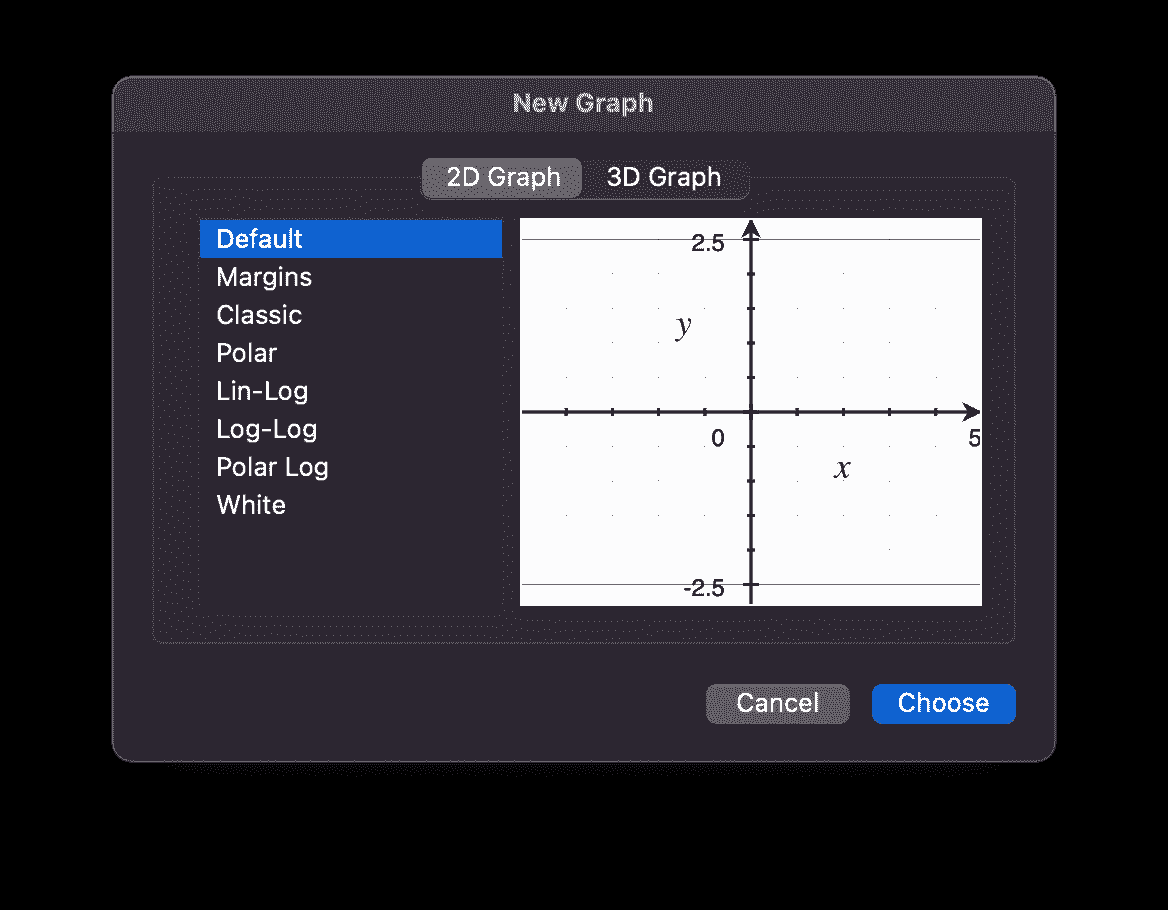 New Graph
2D Graph 3D Graph
Default
Margins
Classic
Polar
Lin-Log
Log-Log
Polar Log
White
2.5
y
0
5
x
-2.5
Cancel Choose